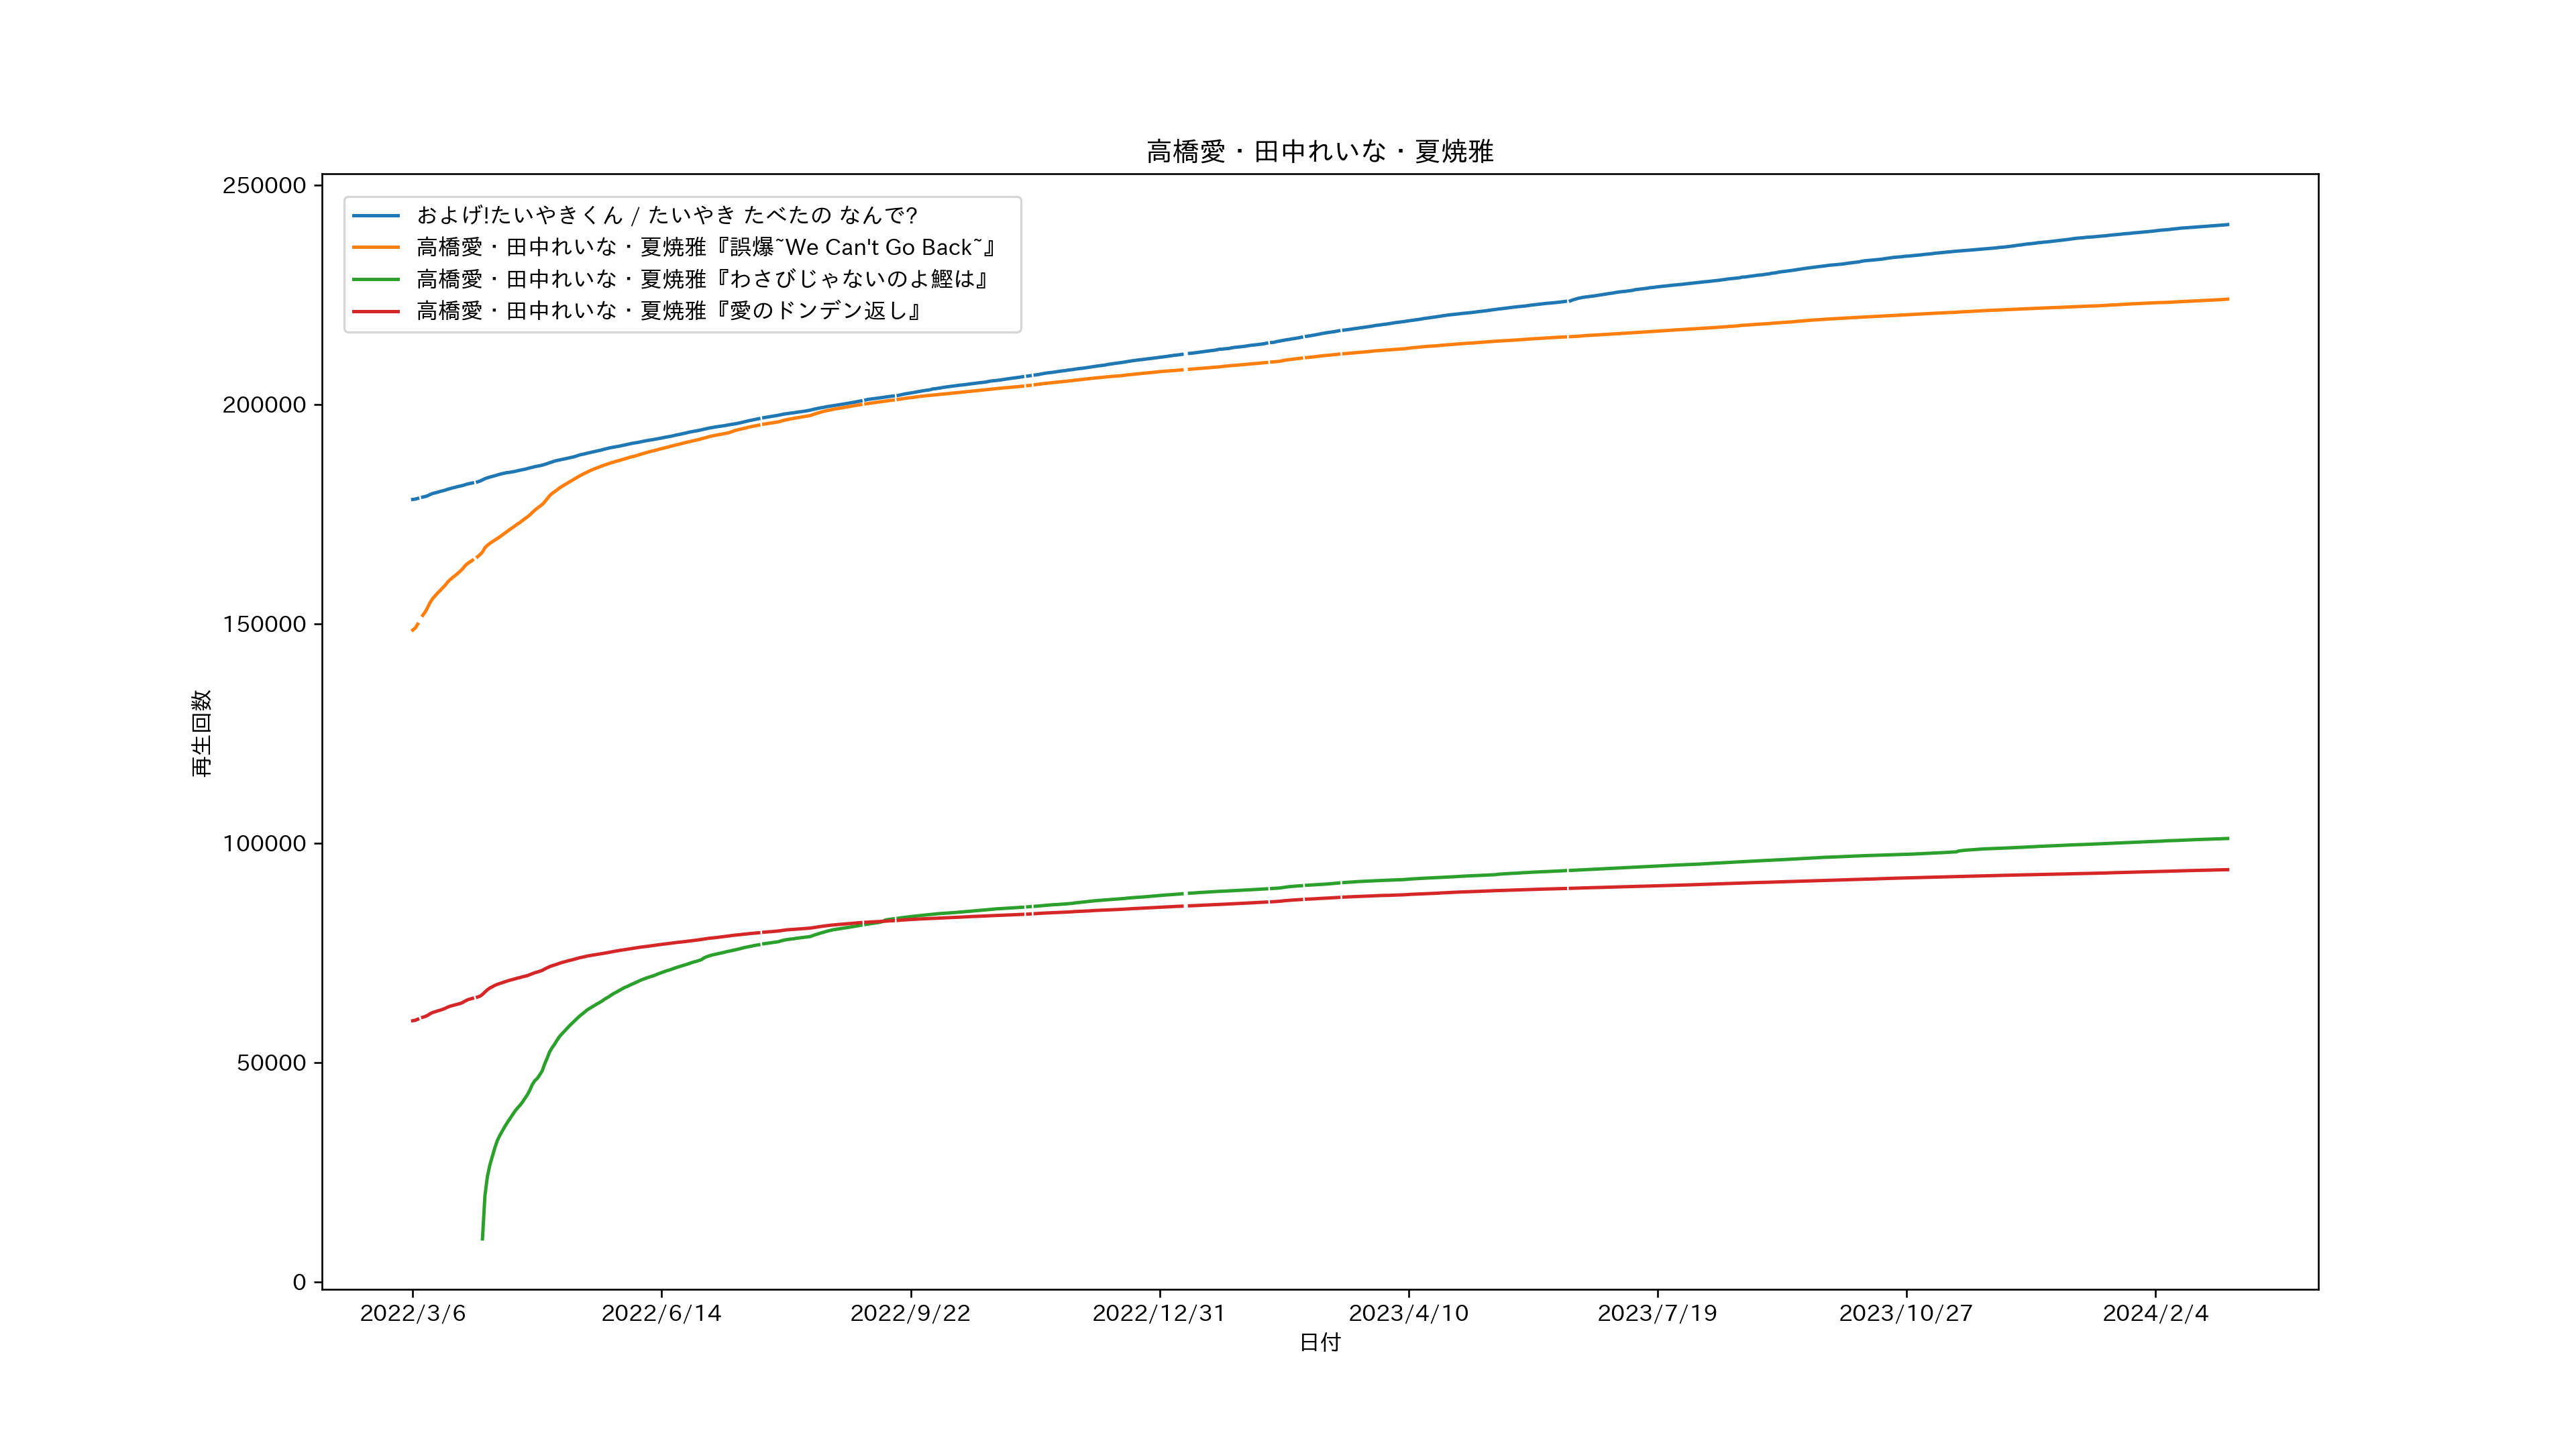 高橋愛・田中れいな・夏焼雅
250000
200000
150000
100000
50000
0
再生回数
およげ!たいやきくん / たいやき たべたの なんで?
高橋愛・田中れいな・夏焼雅『誤爆~We Can't Go Back~』
高橋愛・田中れいな・夏焼雅『わさびじゃないのよ鰹は』
高橋愛・田中れいな・夏焼雅『愛のドンデン返し』
2022/3/6 2022/6/14 2022/9/22 2022/12/31 2023/4/10 2023/7/19 2023/10/27 2024/2/4
日付